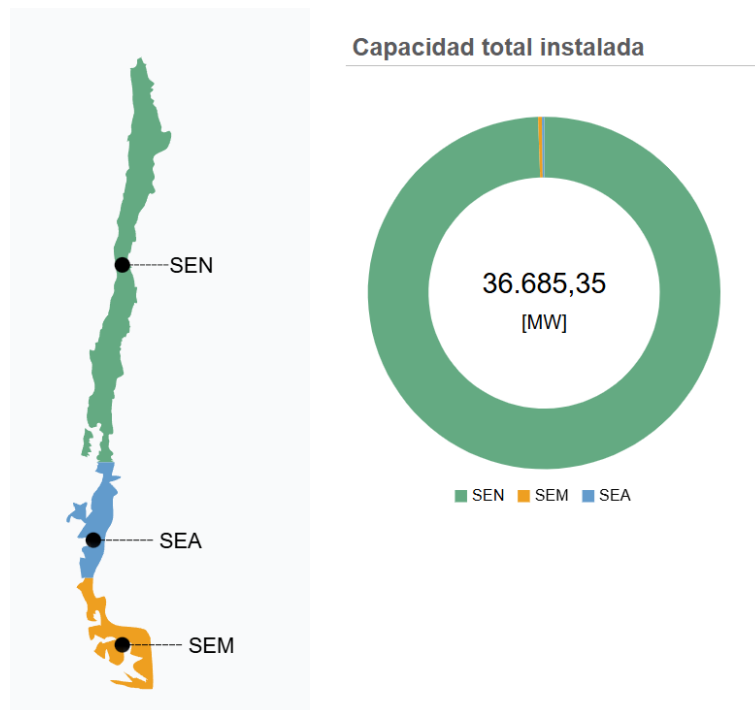 SEN
SEA
SEM
Capacidad total instalada
36.685,35
[MW]
SEN SEM SEA